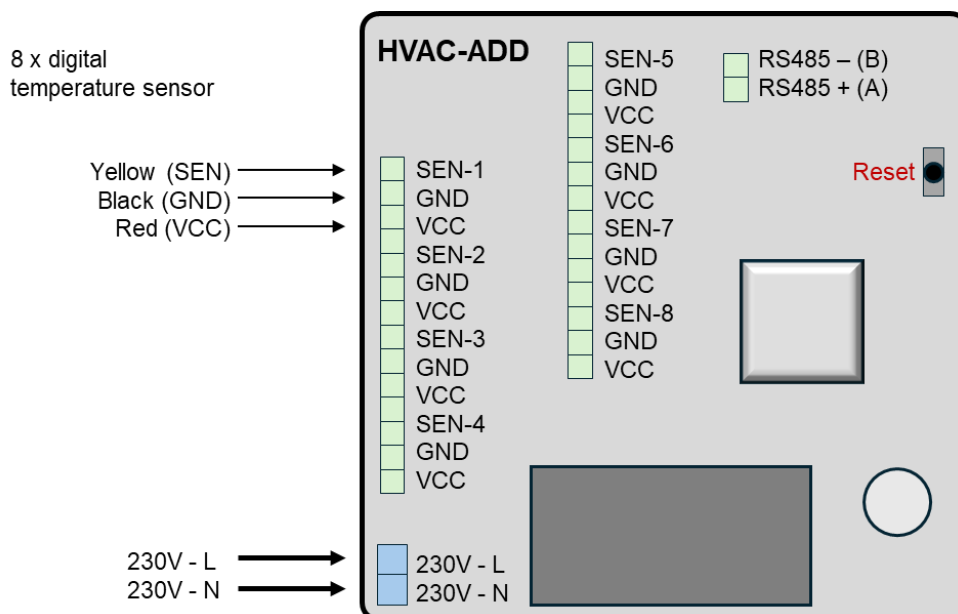 8 x digital
temperature sensor
Yellow (SEN)
Black (GND)
Red (VCC)
230V - L
230V - N
HVAC-ADD
SEN-1
GND
VCC
SEN-2
GND
VCC
SEN-3
GND
VCC
SEN-4
GND
VCC
230V - L
230V - N
SEN-5
GND
VCC
SEN-6
GND
VCC
SEN-7
GND
VCC
SEN-8
GND
VCC
RS485 – (B)
RS485 + (A)
Reset